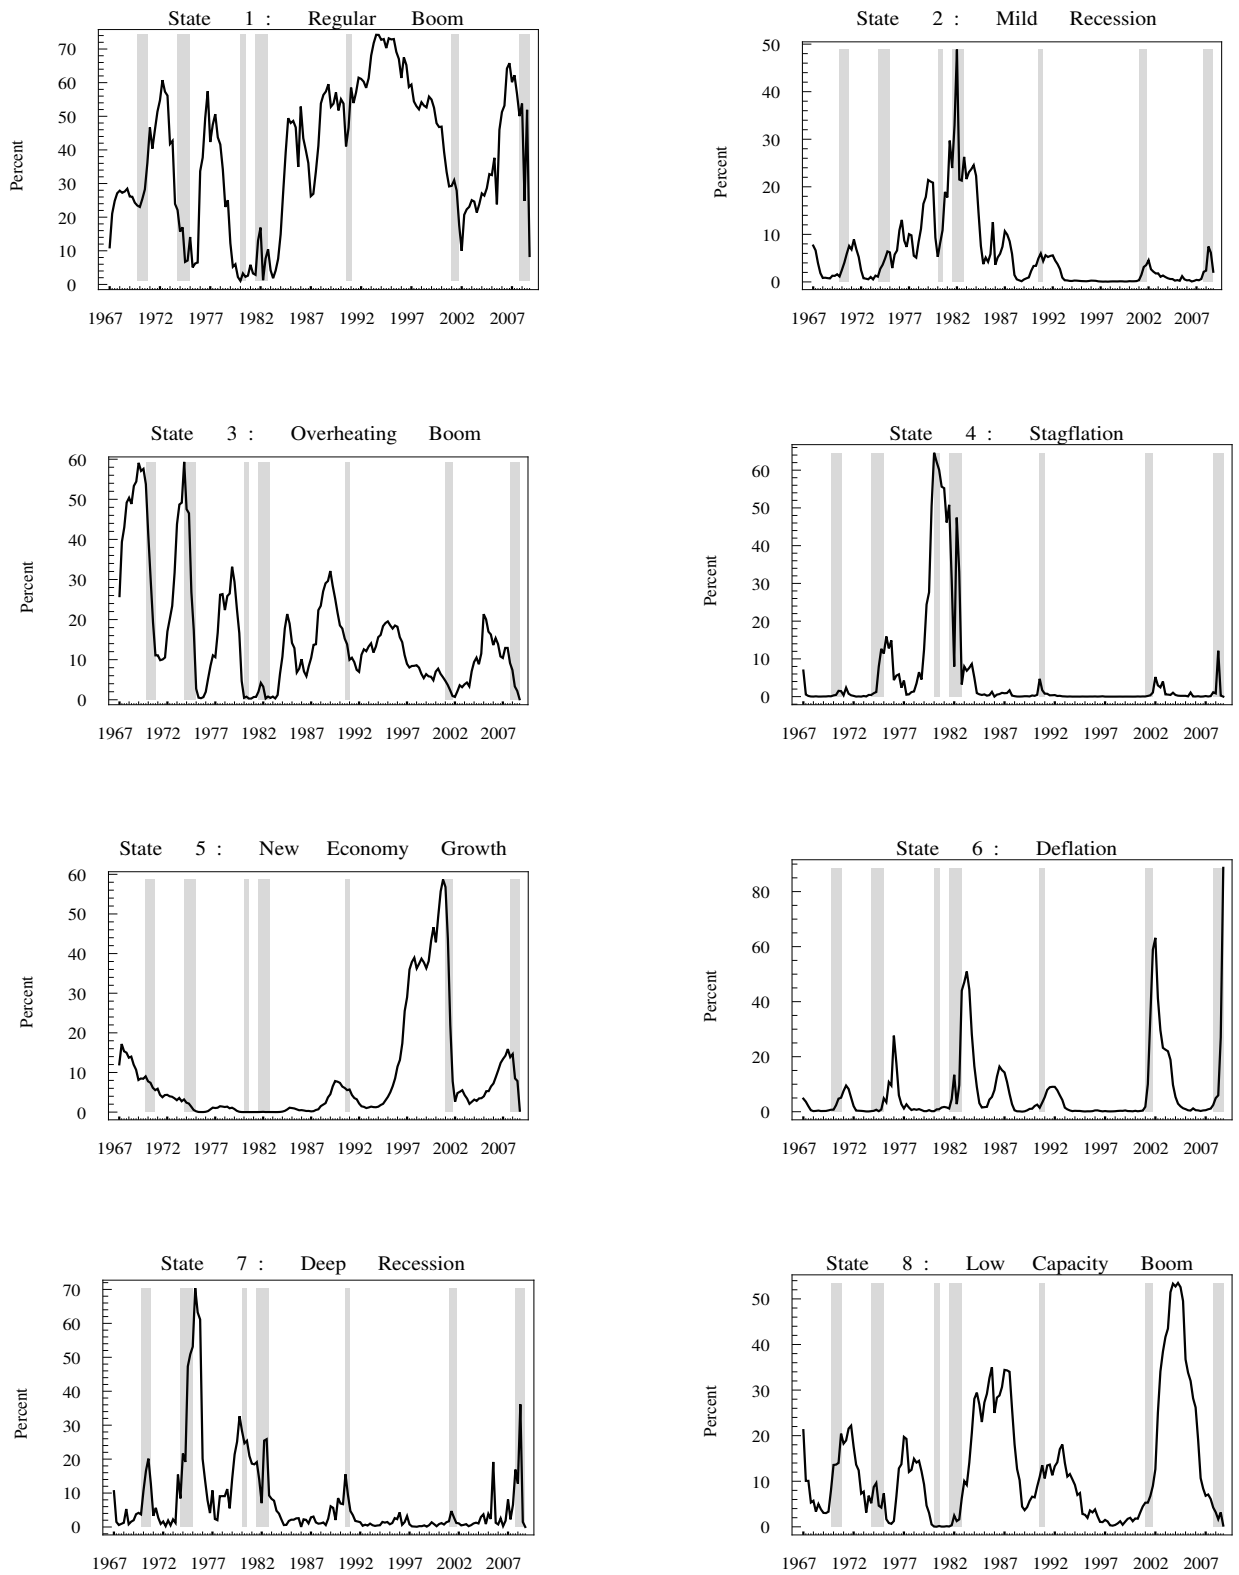 State 1 : Regular Boom
Percent
70
60
50
40
30
20
10
0
1967 1972 1977 1982 1987 1992 1997 2002 2007
State 2 : Mild Recession
Percent
50
40
30
20
10
0
1967 1972 1977 1982 1987 1992 1997 2002 2007
State 3 : Overheating Boom
Percent
60
50
40
30
20
10
0
1967 1972 1977 1982 1987 1992 1997 2002 2007
State 4 : Stagflation
Percent
60
50
40
30
20
10
0
1967 1972 1977 1982 1987 1992 1997 2002 2007
State 5 : New Economy Growth
Percent
60
50
40
30
20
10
0
1967 1972 1977 1982 1987 1992 1997 2002 2007
State 6 : Deflation
Percent
80
60
40
20
0
1967 1972 1977 1982 1987 1992 1997 2002 2007
State 7 : Deep Recession
Percent
70
60
50
40
30
20
10
0
1967 1972 1977 1982 1987 1992 1997 2002 2007
State 8 : Low Capacity Boom
Percent
50
40
30
20
10
0
1967 1972 1977 1982 1987 1992 1997 2002 2007